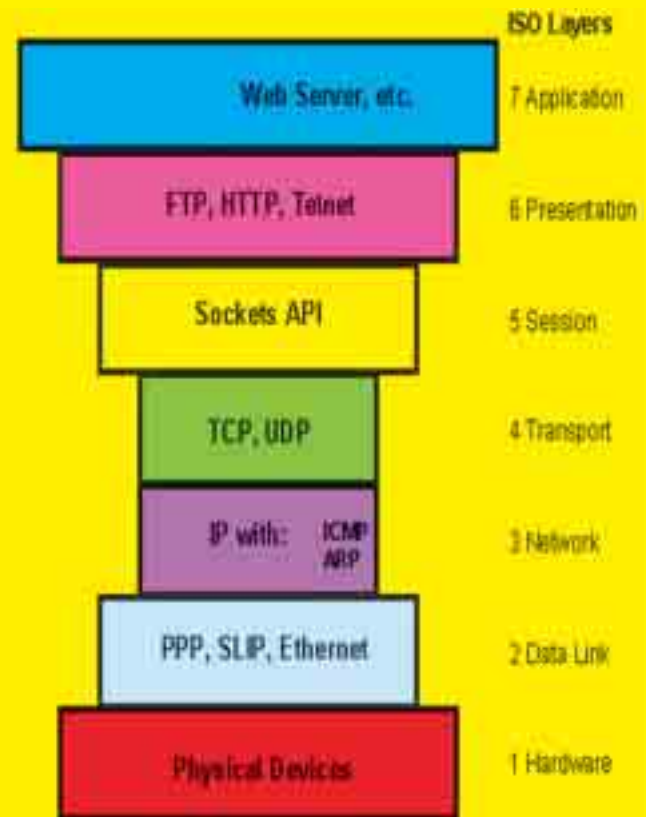 ISO Layers
Web Server, etc. 7 Application
FTP, HTTP, Telnet 6 Presentation
Sockets API 5 Session
TCP, UDP 4 Transport
IP with: ICMP 3 Network
ARP
PPP, SLIP, Ethernet 2 Data Link
Physical Devices 1 Hardware